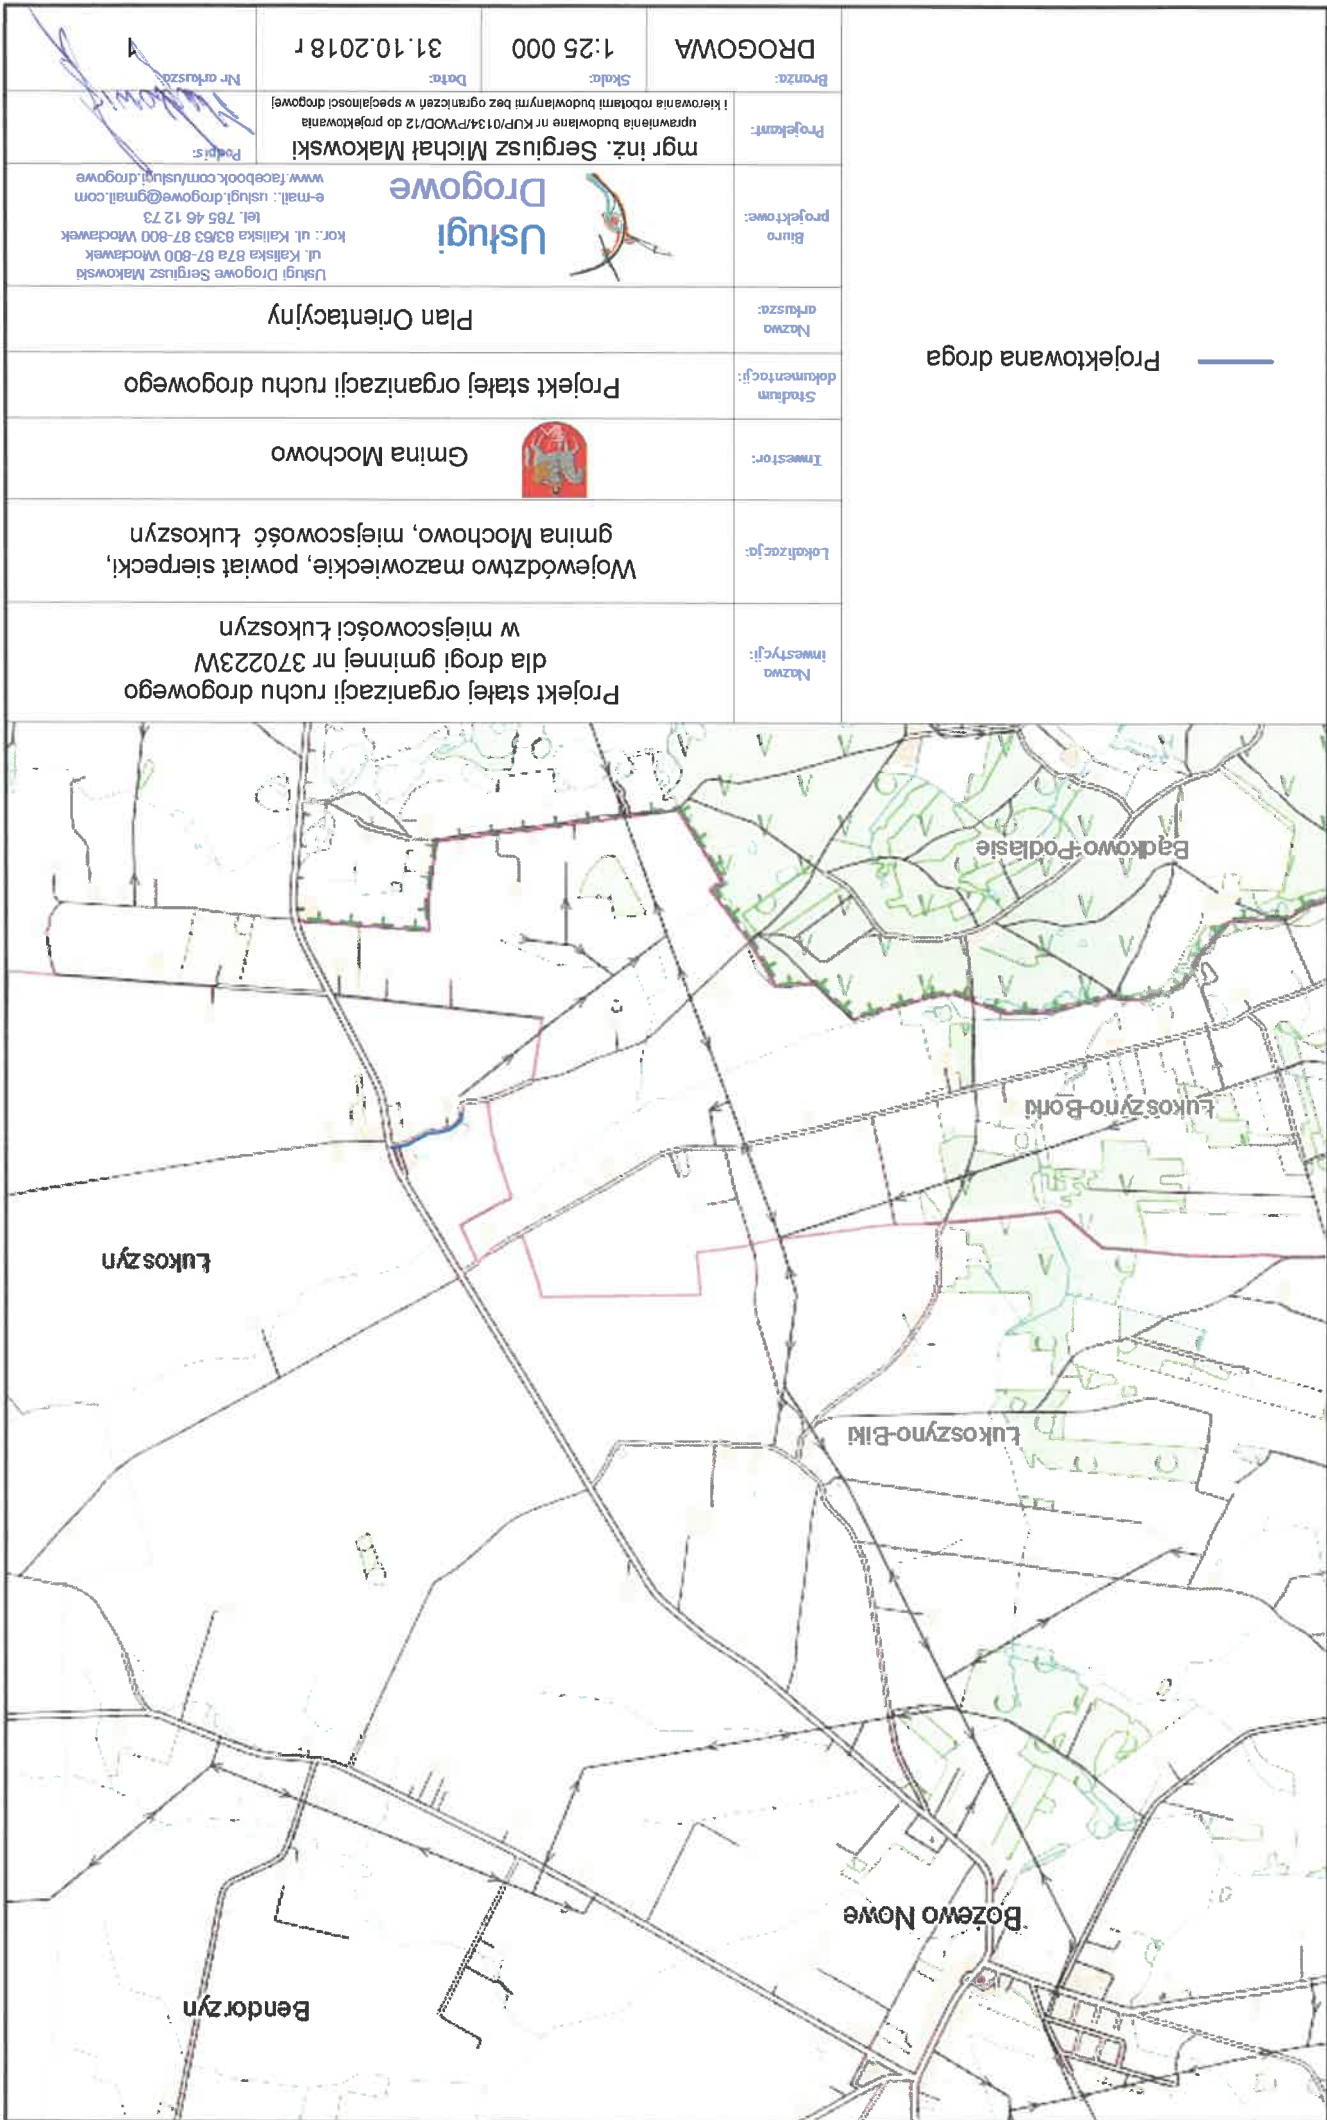 Bendorzyn
Bożewo Nowe
Łukoszyno-Biki
Łukoszyn
Łukoszyno-Borki
Bądkowo-Podlasie
Projektowana droga
Nazwa
inwestycji:
Projekt stałej organizacji ruchu drogowego
dla drogi gminnej nr 370223W
w miejscowości Łukoszyn
Lokalizacja:
Województwo mazowieckie, powiat sierpecki,
gmina Mochowo, miejscowość Łukoszyn
Inwestor:
Gmina Mochowo
Stadium
dokumentacji:
Projekt stałej organizacji ruchu drogowego
Nazwa
arkusza:
Plan Orientacyjny
Biuro
projektowe:
Usługi
Drogowe
Usługi Drogowe Sergiusz Makowski
ul. Kaliska 87a 87-800 Włocławek
kor.: ul. Kaliska 83/63 87-800 Włocławek
tel. 785 46 12 73
e-mail.: uslugi.drogowe@gmail.com
www.facebook.com/uslugi.drogowe
Projektant:
mgr inż. Sergiusz Michał Makowski
uprawnienia budowlane nr KUP/0134/PWOD/12 do projektowania
i kierowania robotami budowlanymi bez ograniczeń w specjalności drogowej
Podpis:
Branża:
DROGOWA
Skala:
1:25 000
Data:
31.10.2018 r
Nr arkusza
1